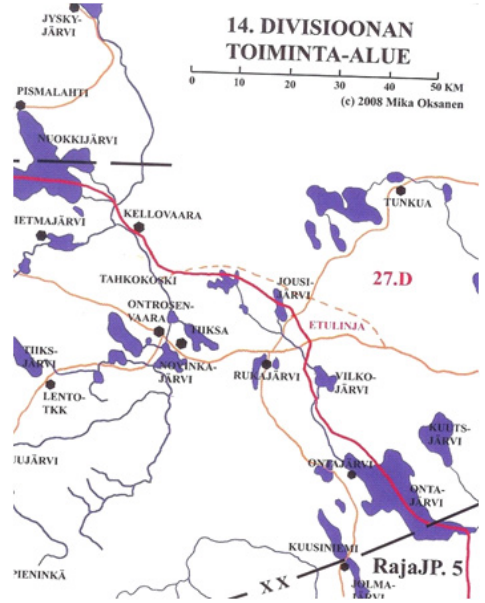 JYSKY-
JÄRVI
14. DIVISIOONAN
TOIMINTA-ALUE
0 10 20 30 40 50 KM
(c) 2008 Mika Oksanen
PISMALAHTI
NUOKKIJÄRVI
TUNKUA
KELLOVAARA
IETMAJÄRVI
27.D
TAHKOKOSKI
JOUSI-
JÄRVI
ONTROSEN-
VAARA
ETULINJA
TIIKSA
TIIKS-
JÄRVI
NOVINKA-
JÄRVI
RUKAJÄRVI
VILKO-
JÄRVI
LENTO-
TKK
KUUTS-
JÄRVI
UJÄRVI
ONTAJÄRVI
ONTA-
JÄRVI
KUUSINIEMI
RajaJP. 5
PIENINKÄ
X X
JOLMA-
JÄRVI